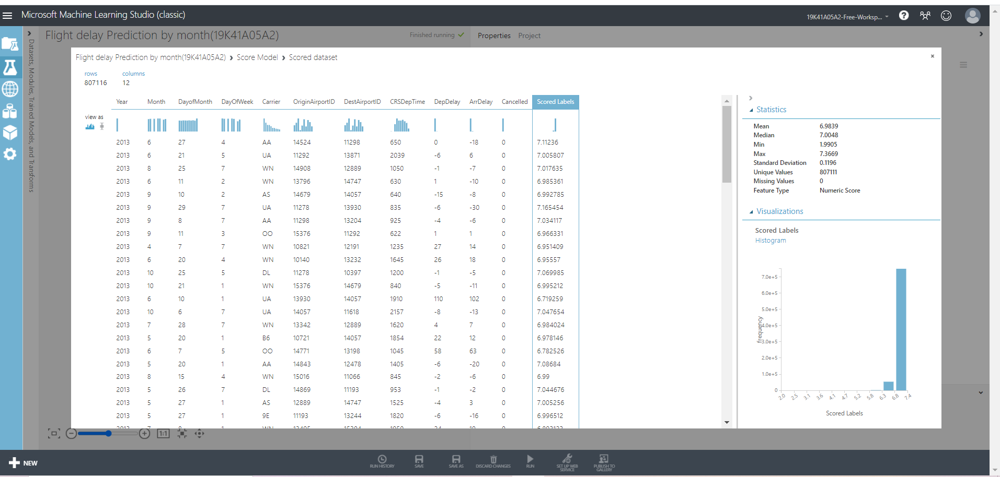 Microsoft Machine Learning Studio (classic)
19K41A05A2-Free-Worksp...
Flight delay Prediction by month(19K41A05A2)
Finished running
Properties Project
Datasets, Modules, Trained Models, and Transforms
Flight delay Prediction by month(19K41A05A2) › Score Model › Scored dataset
rows columns
807116 12
Year Month DayofMonth DayOfWeek Carrier OriginAirportID DestAirportID CRSDepTime DepDelay ArrDelay Cancelled Scored Labels
view as
2013 6 27 4 AA 14524 11298 650 0 -18 0 7.11236
2013 6 21 5 UA 11292 13871 2039 -6 6 0 7.005807
2013 8 25 7 WN 14908 12889 1050 -1 -7 0 7.017635
2013 6 11 2 WN 13796 14747 630 1 -10 0 6.985361
2013 9 10 2 AS 14679 14057 640 -15 -8 0 6.992785
2013 9 29 7 UA 11278 13930 835 -6 -30 0 7.165454
2013 9 8 7 AA 11298 13204 925 -4 -6 0 7.034117
2013 9 11 3 OO 15376 11292 622 1 1 0 6.966331
2013 4 7 7 WN 10821 12191 1235 27 14 0 6.951409
2013 6 20 4 WN 10140 13232 1645 26 18 0 6.95557
2013 10 25 5 DL 11278 10397 1200 -1 -5 0 7.069985
2013 10 21 1 WN 15376 14679 840 -5 -11 0 6.995212
2013 6 10 1 UA 13930 14057 1910 110 102 0 6.719259
2013 10 6 7 UA 14057 11618 2157 -8 -13 0 7.047654
2013 7 28 7 WN 13342 12889 1620 4 7 0 6.984024
2013 5 20 1 B6 10721 14057 1854 22 12 0 6.978146
2013 6 7 5 OO 14771 13198 1045 58 63 0 6.782526
2013 5 20 1 AA 14843 12478 1405 -6 -20 0 7.08684
2013 8 15 4 WN 15016 11066 845 -2 -6 0 6.99
2013 5 26 7 DL 14869 11193 953 -1 -2 0 7.044676
2013 5 27 1 AS 12889 14747 1525 -4 3 0 7.005256
2013 5 27 1 9E 11193 13244 1820 -6 -16 0 6.996512
Statistics
Mean 6.9839
Median 7.0048
Min 1.9905
Max 7.3669
Standard Deviation 0.1196
Unique Values 807111
Missing Values 0
Feature Type Numeric Score
Visualizations
Scored Labels
Histogram
7.0e+5
6.0e+5
5.0e+5
4.0e+5
3.0e+5
2.0e+5
1.0e+5
0
frequency
2.0 2.5 3.1 3.6 4.1 4.7 5.2 5.8 6.3 6.8 7.4
Scored Labels
1:1
NEW
RUN HISTORY SAVE SAVE AS DISCARD CHANGES RUN SET UP WEB SERVICE PUBLISH TO GALLERY